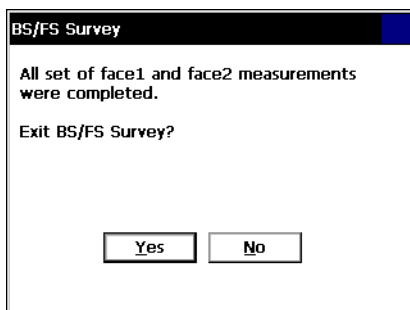 BS/FS Survey
All set of face1 and face2 measurements
were completed.
Exit BS/FS Survey?
Yes
No